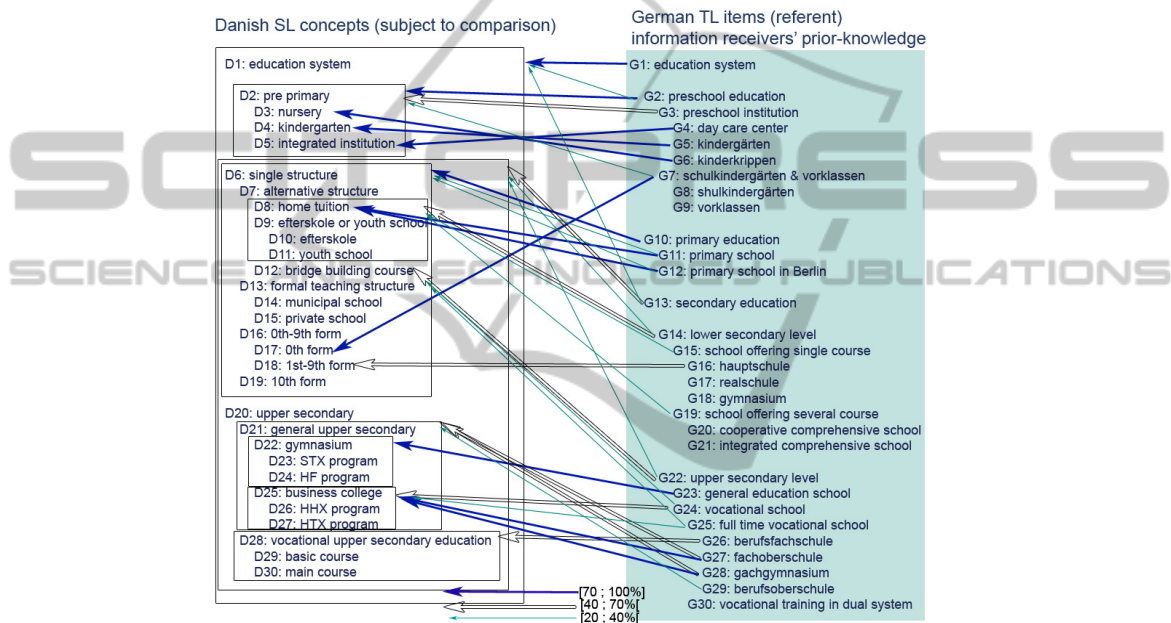 Danish SL concepts (subject to comparison)
D1: education system
D2: pre primary
D3: nursery
D4: kindergarten
D5: integrated institution
D6: single structure
D7: alternative structure
D8: home tuition
D9: efterskole or youth school
D10: efterskole
D11: youth school
D12: bridge building course
D13: formal teaching structure
D14: municipal school
D15: private school
D16: 0th-9th form
D17: 0th form
D18: 1st-9th form
D19: 10th form
D20: upper secondary
D21: general upper secondary
D22: gymnasium
D23: STX program
D24: HF program
D25: business college
D26: HHX program
D27: HTX program
D28: vocational upper secondary education
D29: basic course
D30: main course
German TL items (referent)
information receivers' prior-knowledge
G1: education system
G2: preschool education
G3: preschool institution
G4: day care center
G5: kindergärten
G6: kinderkrippen
G7: schulkindergärten & vorklassen
G8: shulkindergärten
G9: vorklassen
G10: primary education
G11: primary school
G12: primary school in Berlin
G13: secondary education
G14: lower secondary level
G15: school offering single course
G16: hauptschule
G17: realschule
G18: gymnasium
G19: school offering several course
G20: cooperative comprehensive school
G21: integrated comprehensive school
G22: upper secondary level
G23: general education school
G24: vocational school
G25: full time vocational school
G26: berufsfachschule
G27: fachoberschule
G28: gachgymnasium
G29: berufsoberschule
G30: vocational training in dual system
[70 ; 100%]
[40 ; 70%[
[20 ; 40%[
SCITEPRESS
SCIENCE AND TECHNOLOGY PUBLICATIONS